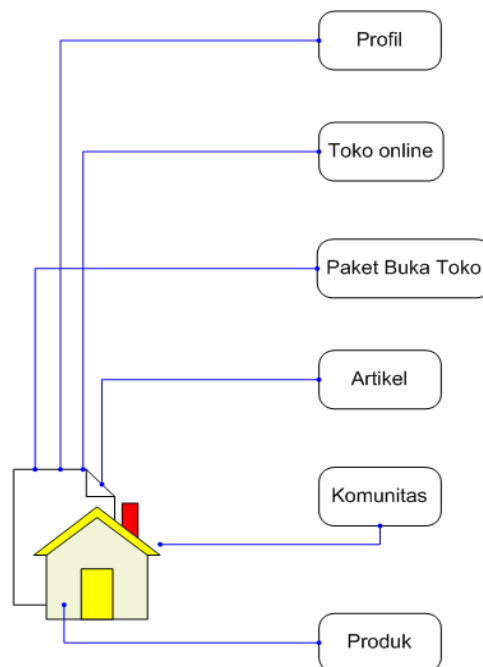 Profil
Toko online
Paket Buka Toko
Artikel
Komunitas
Produk